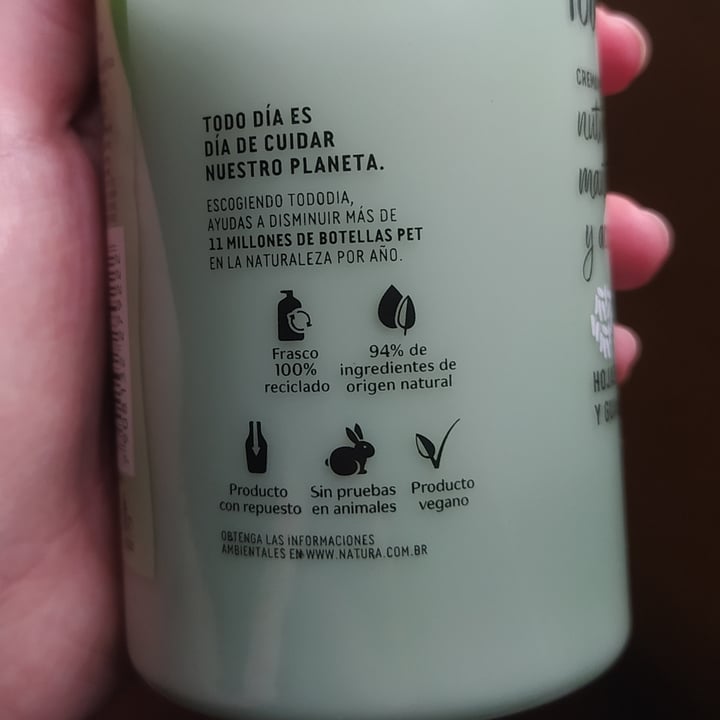 TODO DÍA ES
DÍA DE CUIDAR
NUESTRO PLANETA.
ESCOGIENDO TODODIA,
AYUDAS A DISMINUIR MÁS DE
11 MILLONES DE BOTELLAS PET
EN LA NATURALEZA POR AÑO.
Frasco
100%
reciclado
94% de
ingredientes de
origen natural
Producto
con repuesto
Sin pruebas
en animales
Producto
vegano
OBTENGA LAS INFORMACIONES
AMBIENTALES EN WWW.NATURA.COM.BR
Y